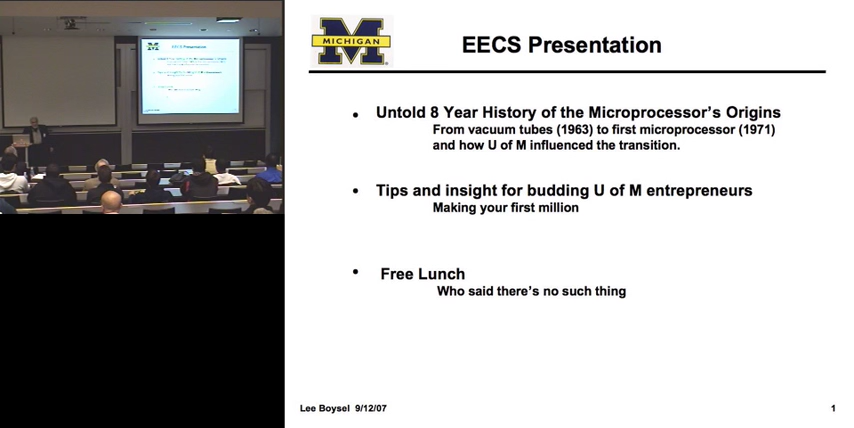 MICHIGAN
EECS Presentation
• Untold 8 Year History of the Microprocessor's Origins
From vacuum tubes (1963) to first microprocessor (1971)
and how U of M influenced the transition.
• Tips and insight for budding U of M entrepreneurs
Making your first million
• Free Lunch
Who said there's no such thing
Lee Boysel 9/12/07
1
EECS Presentation